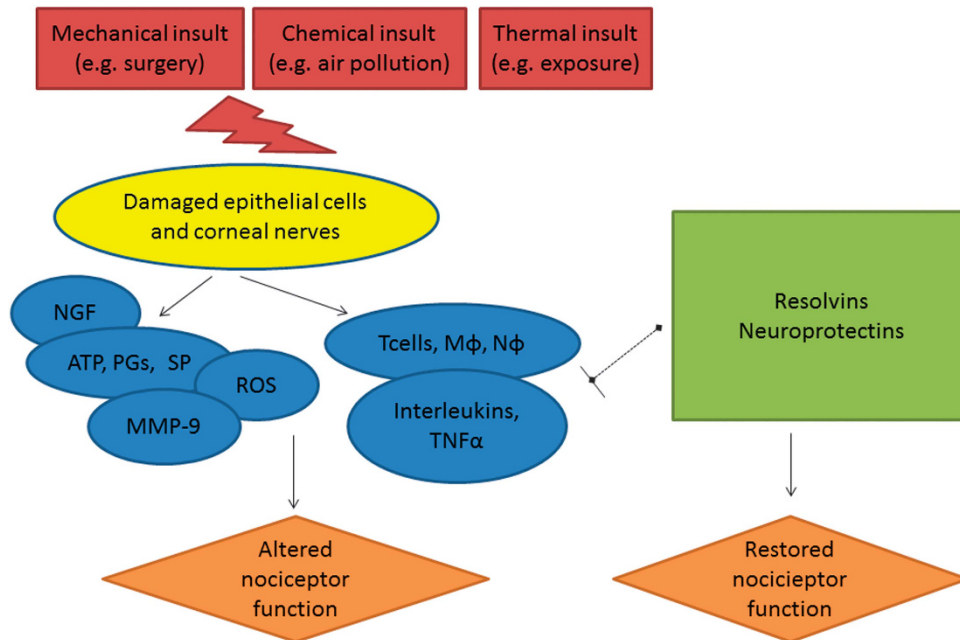 Mechanical insult
(e.g. surgery)
Chemical insult
(e.g. air pollution)
Thermal insult
(e.g. exposure)
Damaged epithelial cells
and corneal nerves
NGF
ATP, PGs, SP
ROS
MMP-9
Tcells, Mφ, Nφ
Interleukins,
TNFα
Resolvins
Neuroprotectins
Altered
nociceptor
function
Restored
nocicieptor
function